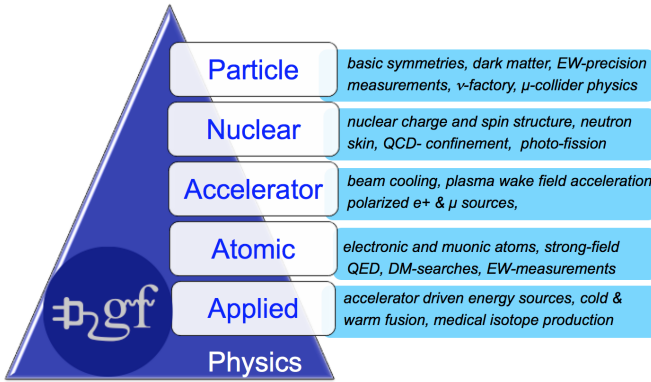 Particle
basic symmetries, dark matter, EW-precision
measurements, ν-factory, μ-collider physics
Nuclear
nuclear charge and spin structure, neutron
skin, QCD- confinement, photo-fission
Accelerator
beam cooling, plasma wake field acceleration
polarized e+ & μ sources,
Atomic
electronic and muonic atoms, strong-field
QED, DM-searches, EW-measurements
Applied
accelerator driven energy sources, cold &
warm fusion, medical isotope production
gf
Physics